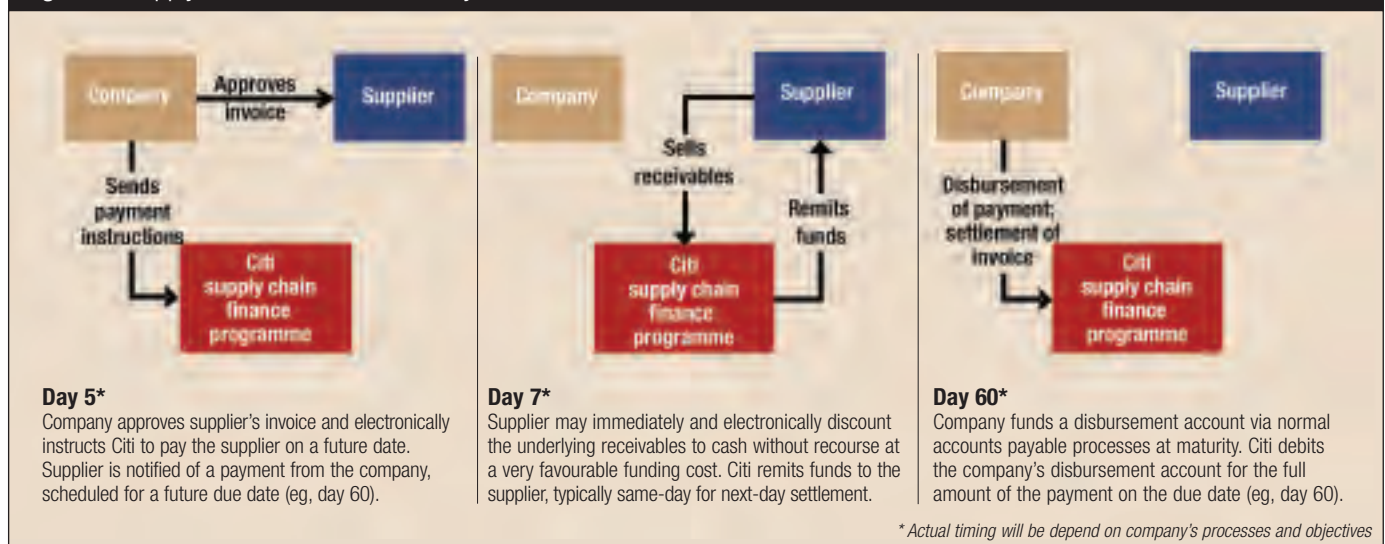 Company
Approves
invoice
Supplier
Sends
payment
instructions
Citi
supply chain
finance
programme
Day 5*
Company approves supplier's invoice and electronically
instructs Citi to pay the supplier on a future date.
Supplier is notified of a payment from the company,
scheduled for a future due date (eg, day 60).
Company
Supplier
Sells
receivables
Remits
funds
Citi
supply chain
finance
programme
Day 7*
Supplier may immediately and electronically discount
the underlying receivables to cash without recourse at
a very favourable funding cost. Citi remits funds to the
supplier, typically same-day for next-day settlement.
Company
Supplier
Disbursement
of payment;
settlement of
invoice
Citi
supply chain
finance
programme
Day 60*
Company funds a disbursement account via normal
accounts payable processes at maturity. Citi debits
the company's disbursement account for the full
amount of the payment on the due date (eg, day 60).
* Actual timing will be depend on company's processes and objectives